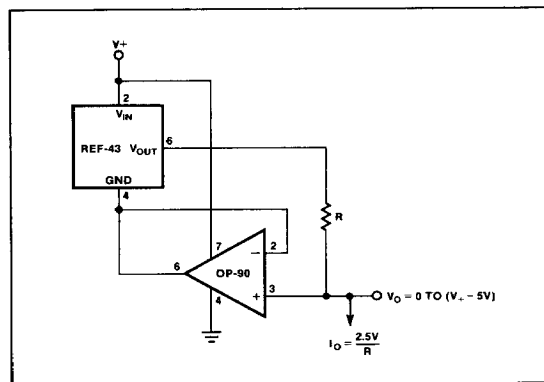 V+
2
VIN
REF-43 VOUT 6
GND
4
7
2
R
6
−
OP-90
+
3
4
VO = 0 TO (V+ − 5V)
IO = 2.5V
R